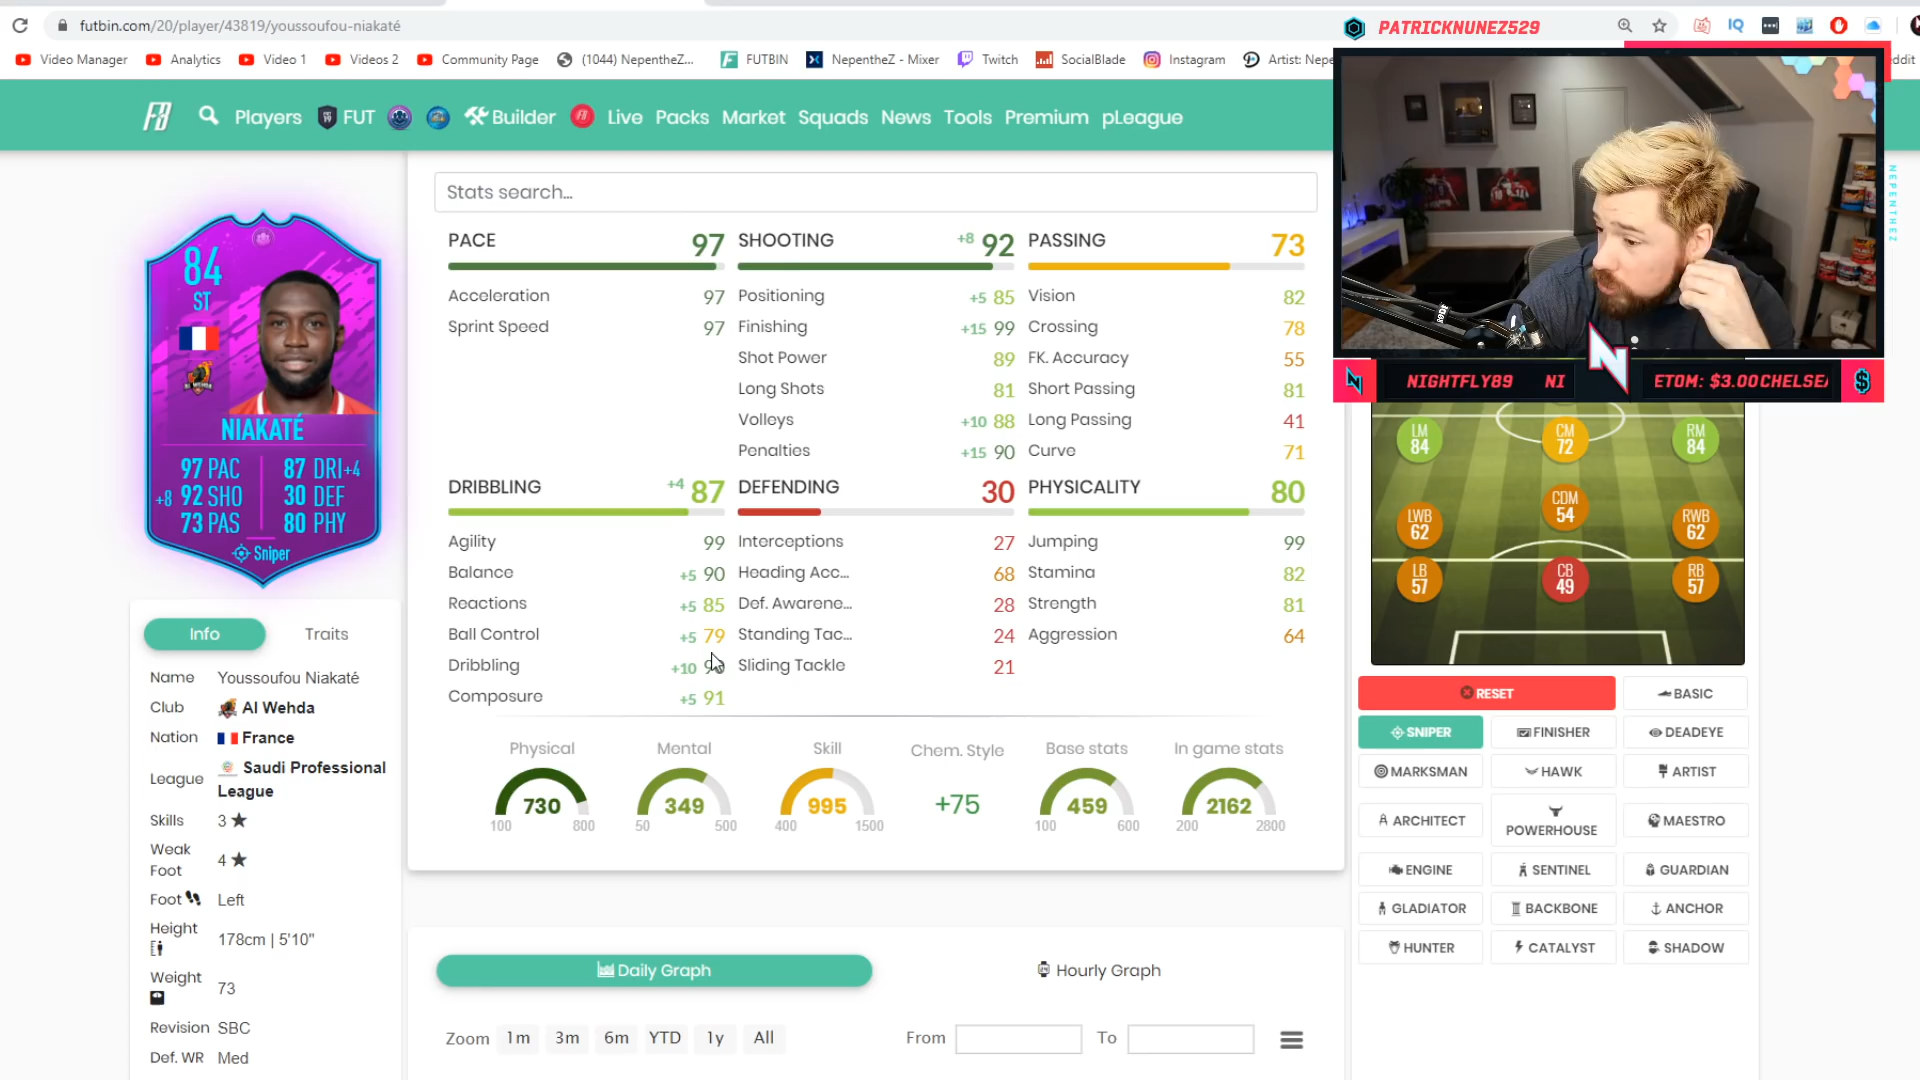 futbin.com/20/player/43819/youssoufou-niakaté
PATRICKNUNEZ529
Video Manager Analytics Video 1 Videos 2 Community Page (1044) NepentheZ... FUTBIN NepentheZ - Mixer Twitch SocialBlade Instagram Artist: Nepe
Players FUT Builder Live Packs Market Squads News Tools Premium pLeague
NEPENTHEZ
NIGHTFLY89 NI ETOM: $3.00CHELSEA
84
ST
AL WEHDA
NIAKATÉ
97 PAC 87 DRI+4
+8 92 SHO 30 DEF
73 PAS 80 PHY
Sniper
Stats search...
PACE 97
Acceleration 97
Sprint Speed 97
SHOOTING +8 92
Positioning +5 85
Finishing +15 99
Shot Power 89
Long Shots 81
Volleys +10 88
Penalties +15 90
PASSING 73
Vision 82
Crossing 78
FK. Accuracy 55
Short Passing 81
Long Passing 41
Curve 71
DRIBBLING +4 87
Agility 99
Balance +5 90
Reactions +5 85
Ball Control +5 79
Dribbling +10
Composure +5 91
DEFENDING 30
Interceptions 27
Heading Acc... 68
Def. Awarene... 28
Standing Tac... 24
Sliding Tackle 21
PHYSICALITY 80
Jumping 99
Stamina 82
Strength 81
Aggression 64
Physical Mental Skill Chem. Style Base stats In game stats
730 349 995 +75 459 2162
100 800 50 500 400 1500 100 600 200 2800
Info Traits
Name Youssoufou Niakaté
Club Al Wehda
Nation France
League Saudi Professional League
Skills 3
Weak Foot 4
Foot Left
Height 178cm | 5'10"
Weight 73
Revision SBC
Def. WR Med
Daily Graph Hourly Graph
Zoom 1m 3m 6m YTD 1y All From To
LM 84 CM 72 RM 84
LWB 62 CDM 54 RWB 62
LB 57 CB 49 RB 57
RESET BASIC
SNIPER FINISHER DEADEYE
MARKSMAN HAWK ARTIST
ARCHITECT POWERHOUSE MAESTRO
ENGINE SENTINEL GUARDIAN
GLADIATOR BACKBONE ANCHOR
HUNTER CATALYST SHADOW